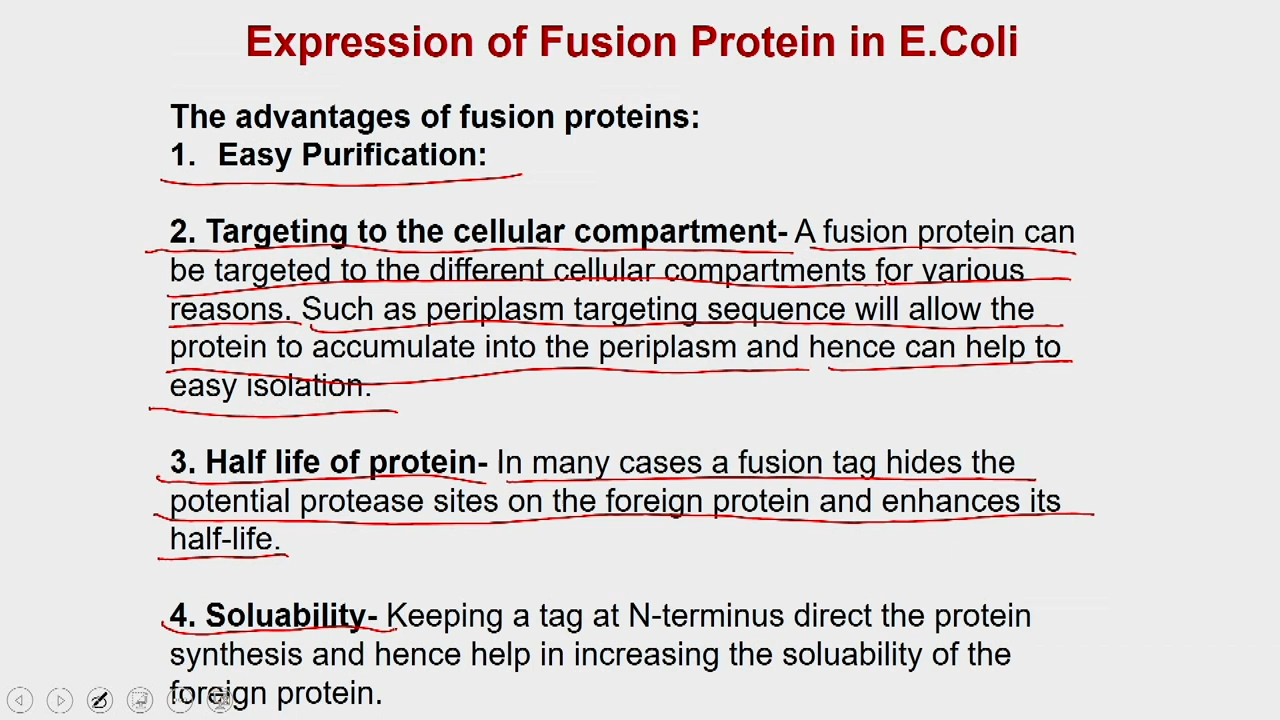 Expression of Fusion Protein in E.Coli
The advantages of fusion proteins:
1. Easy Purification:
2. Targeting to the cellular compartment- A fusion protein can
be targeted to the different cellular compartments for various
reasons. Such as periplasm targeting sequence will allow the
protein to accumulate into the periplasm and hence can help to
easy isolation.
3. Half life of protein- In many cases a fusion tag hides the
potential protease sites on the foreign protein and enhances its
half-life.
4. Soluability- Keeping a tag at N-terminus direct the protein
synthesis and hence help in increasing the soluability of the
foreign protein.